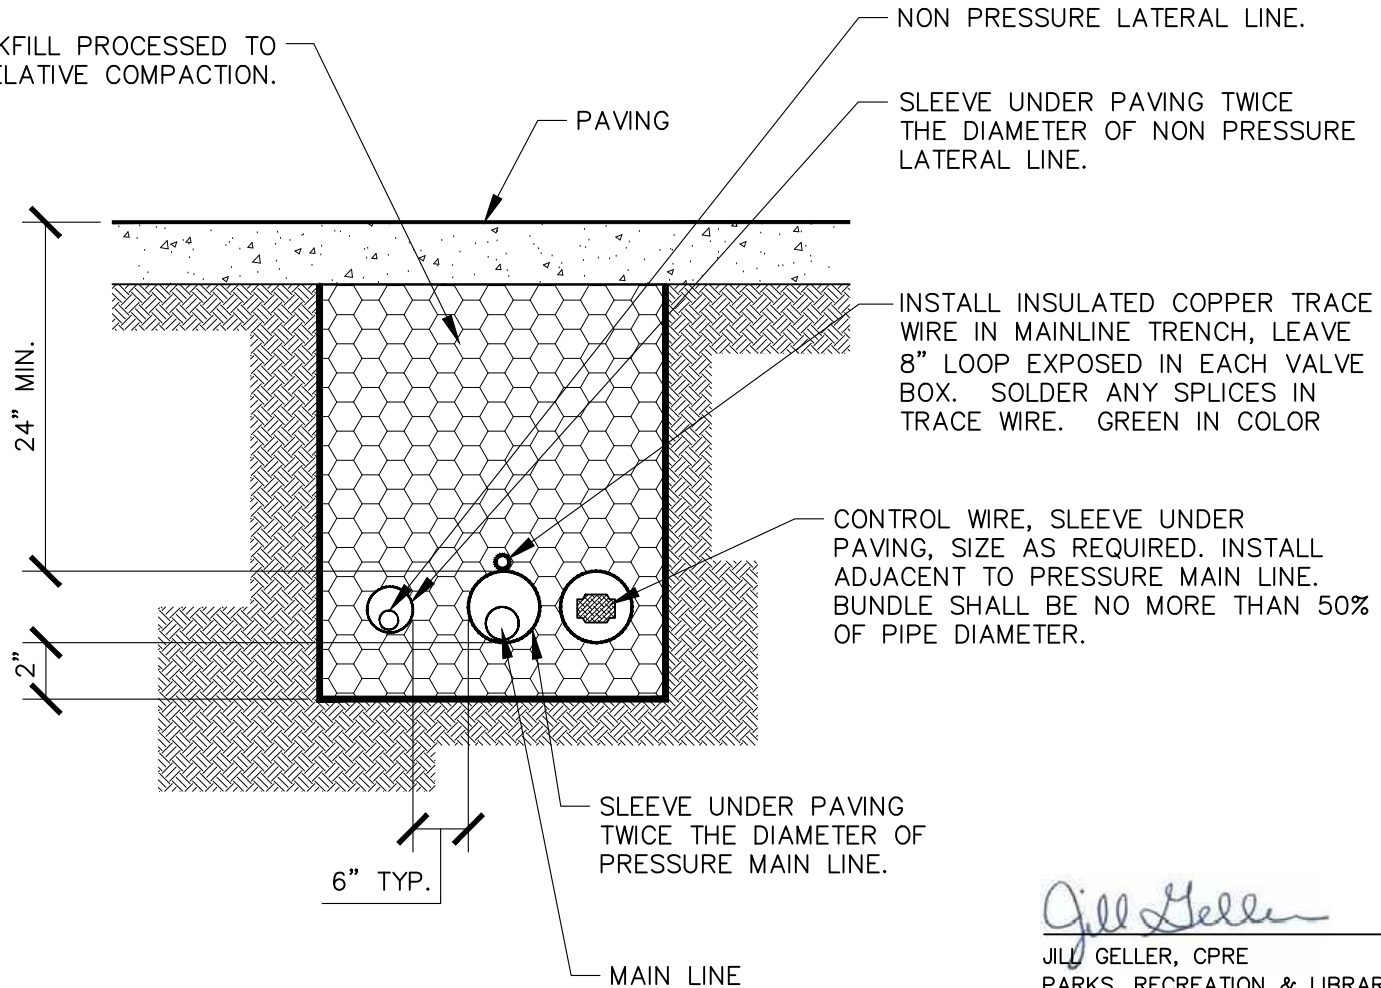 NON PRESSURE LATERAL LINE.
PROCESSED TO
COMPACTION.
PAVING
SLEEVE UNDER PAVING TWICE
THE DIAMETER OF NON PRESSURE
LATERAL LINE.
24" MIN.
INSTALL INSULATED COPPER TRACE
WIRE IN MAINLINE TRENCH, LEAVE
8" LOOP EXPOSED IN EACH VALVE
BOX. SOLDER ANY SPLICES IN
TRACE WIRE. GREEN IN COLOR
CONTROL WIRE, SLEEVE UNDER
PAVING, SIZE AS REQUIRED. INSTALL
ADJACENT TO PRESSURE MAIN LINE.
BUNDLE SHALL BE NO MORE THAN 50%
OF PIPE DIAMETER.
2"
SLEEVE UNDER PAVING
TWICE THE DIAMETER OF
PRESSURE MAIN LINE.
6" TYP.
MAIN LINE
Jill Geller
JILL GELLER, CPRE
PARKS, RECREATION &